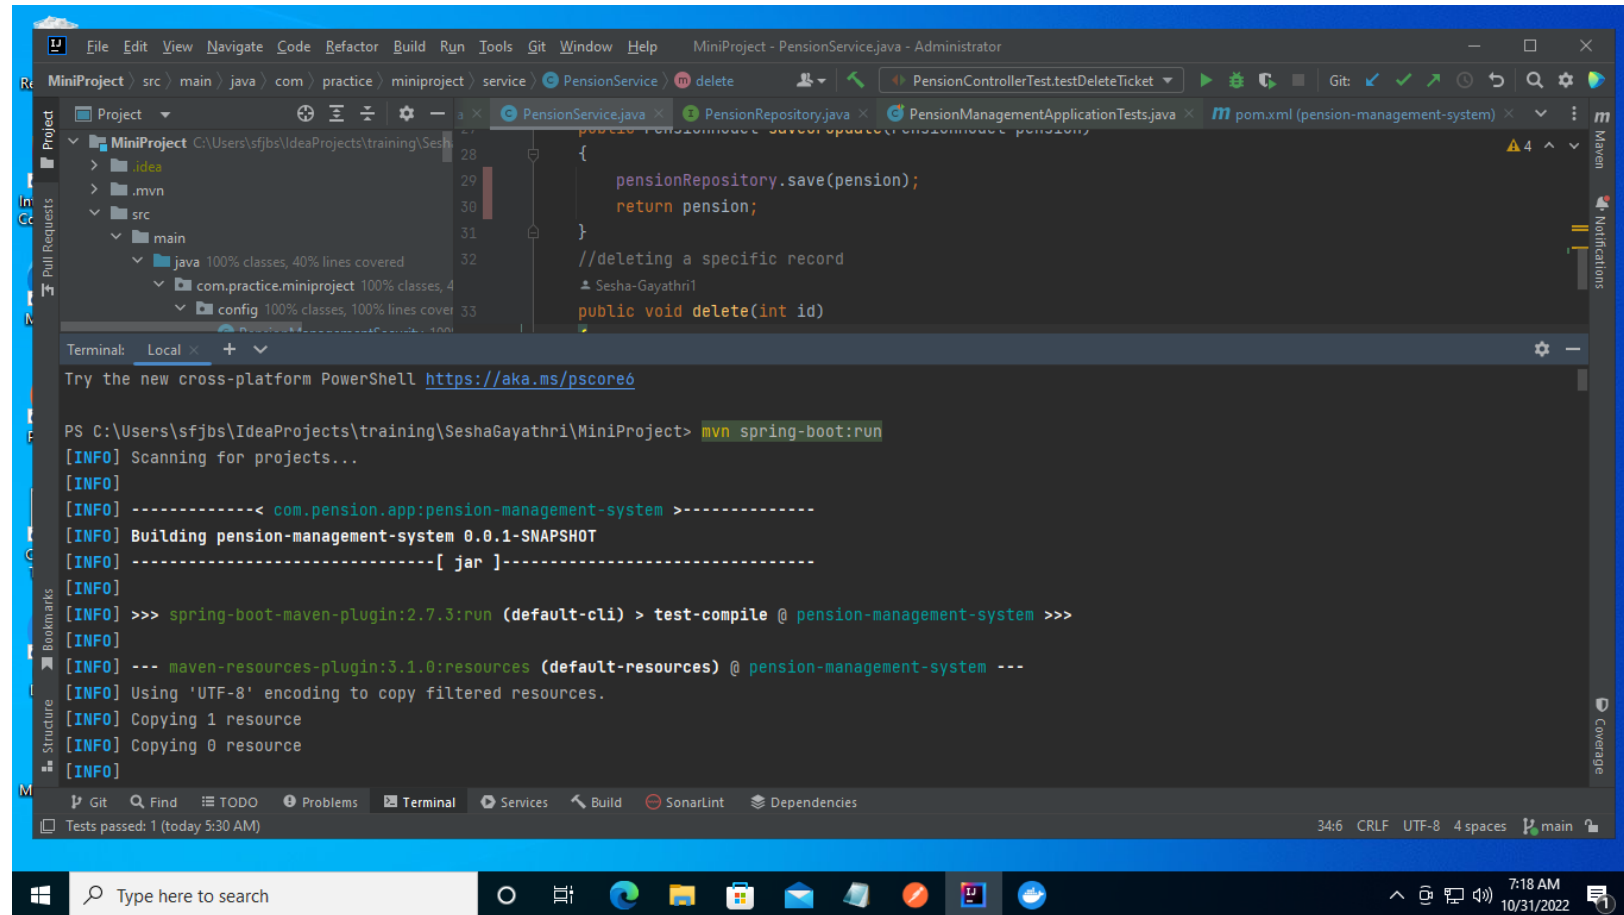 File Edit View Navigate Code Refactor Build Run Tools Git Window Help MiniProject - PensionService.java - Administrator
MiniProject src main java com practice miniproject service PensionService delete PensionControllerTest.testDeleteTicket Git:
Project PensionService.java PensionRepository.java PensionManagementApplicationTests.java pom.xml (pension-management-system)
MiniProject C:\Users\sfjbs\IdeaProjects\training\Sesh
.idea
.mvn
src
main
java 100% classes, 40% lines covered
com.practice.miniproject 100% classes, 4
config 100% classes, 100% lines cover
27 public PensionModel saveOrUpdate(PensionModel pension)
28 {
29 pensionRepository.save(pension);
30 return pension;
31 }
32 //deleting a specific record
Sesha-Gayathri1
33 public void delete(int id)
4
Project
Pull Requests
Bookmarks
Structure
Maven
Notifications
Coverage
Terminal: Local
Try the new cross-platform PowerShell https://aka.ms/pscore6
PS C:\Users\sfjbs\IdeaProjects\training\SeshaGayathri\MiniProject> mvn spring-boot:run
[INFO] Scanning for projects...
[INFO]
[INFO] -------------< com.pension.app:pension-management-system >--------------
[INFO] Building pension-management-system 0.0.1-SNAPSHOT
[INFO] --------------------------------[ jar ]---------------------------------
[INFO]
[INFO] >>> spring-boot-maven-plugin:2.7.3:run (default-cli) > test-compile @ pension-management-system >>>
[INFO]
[INFO] --- maven-resources-plugin:3.1.0:resources (default-resources) @ pension-management-system ---
[INFO] Using 'UTF-8' encoding to copy filtered resources.
[INFO] Copying 1 resource
[INFO] Copying 0 resource
[INFO]
Git Find TODO Problems Terminal Services Build SonarLint Dependencies
Tests passed: 1 (today 5:30 AM) 34:6 CRLF UTF-8 4 spaces main
Type here to search
7:18 AM
10/31/2022
1